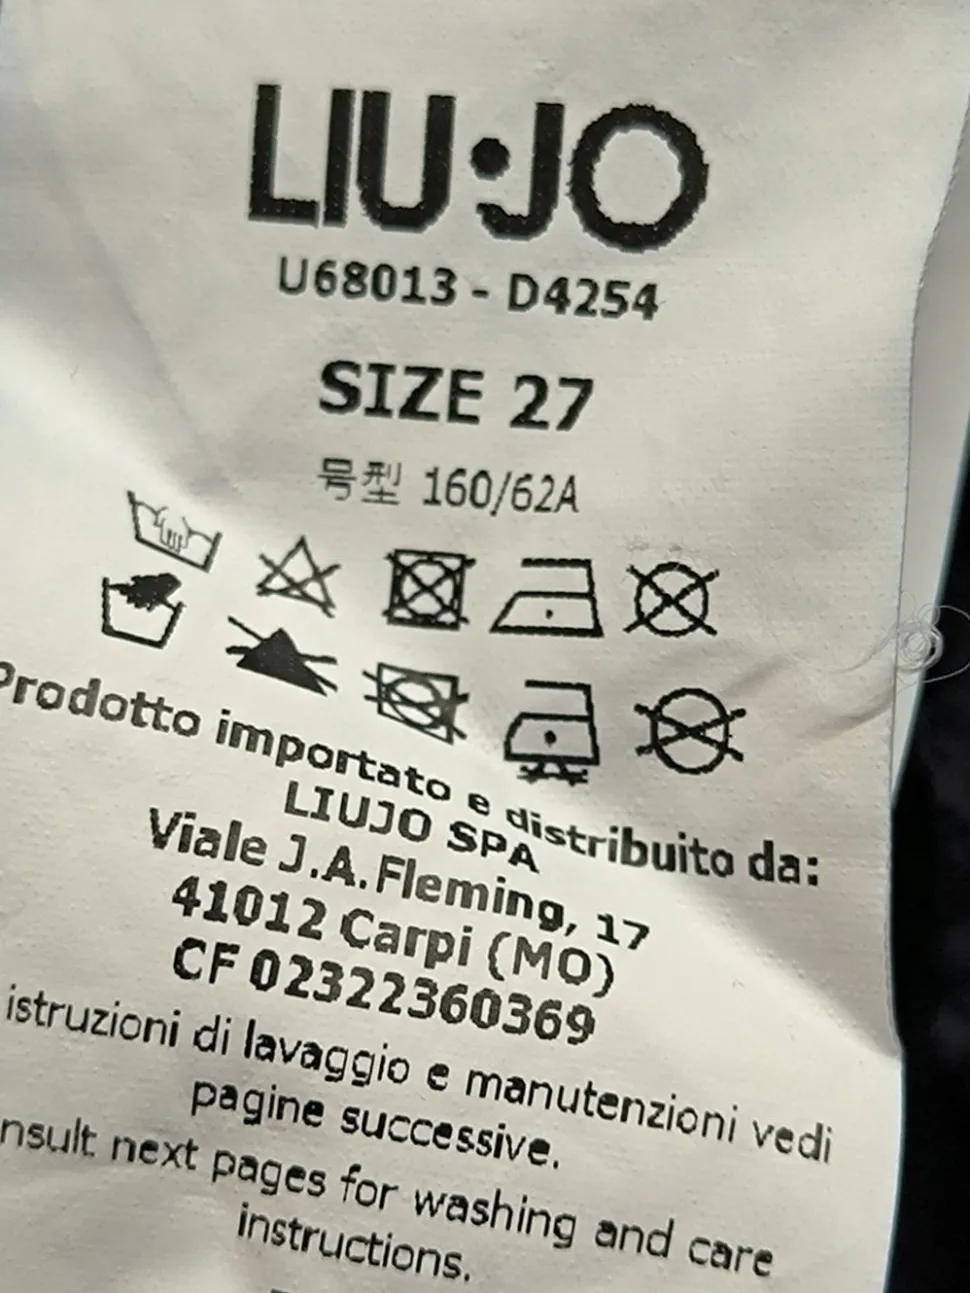 LIU·JO
U68013 - D4254
SIZE 27
号型 160/62A
Prodotto importato e distribuito da:
LIUJO SPA
Viale J.A.Fleming, 17
41012 Carpi (MO)
CF 02322360369
istruzioni di lavaggio e manutenzioni vedi
pagine successive.
nsult next pages for washing and care
instructions.